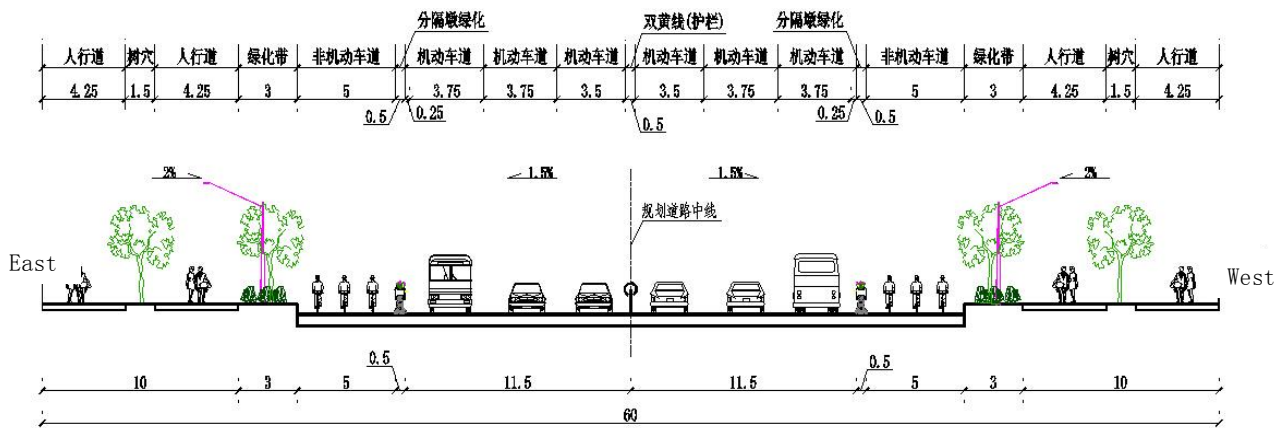 分隔墩绿化 双黄线(护栏) 分隔墩绿化
人行道 树穴 人行道 绿化带 非机动车道 机动车道 机动车道 机动车道 机动车道 机动车道 机动车道 非机动车道 绿化带 人行道 树穴 人行道
4.25 1.5 4.25 3 5 3.75 3.75 3.5 3.5 3.75 3.75 5 3 4.25 1.5 4.25
0.5 0.25 0.5 0.25 0.5
2% 1.5% 1.5% 2%
规划道路中线
East West
0.5 0.5
10 3 5 11.5 11.5 5 3 10
60